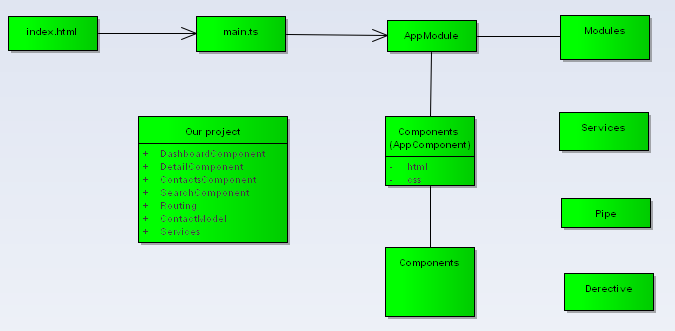 index.html
main.ts
AppModule
Modules
Our project
+ DashboardComponent
+ DetailComponent
+ ContactsComponent
+ SearchComponent
+ Routing
+ ContactModel
+ Services
Components
(AppComponent)
- html
- css
Services
Pipe
Components
Derective